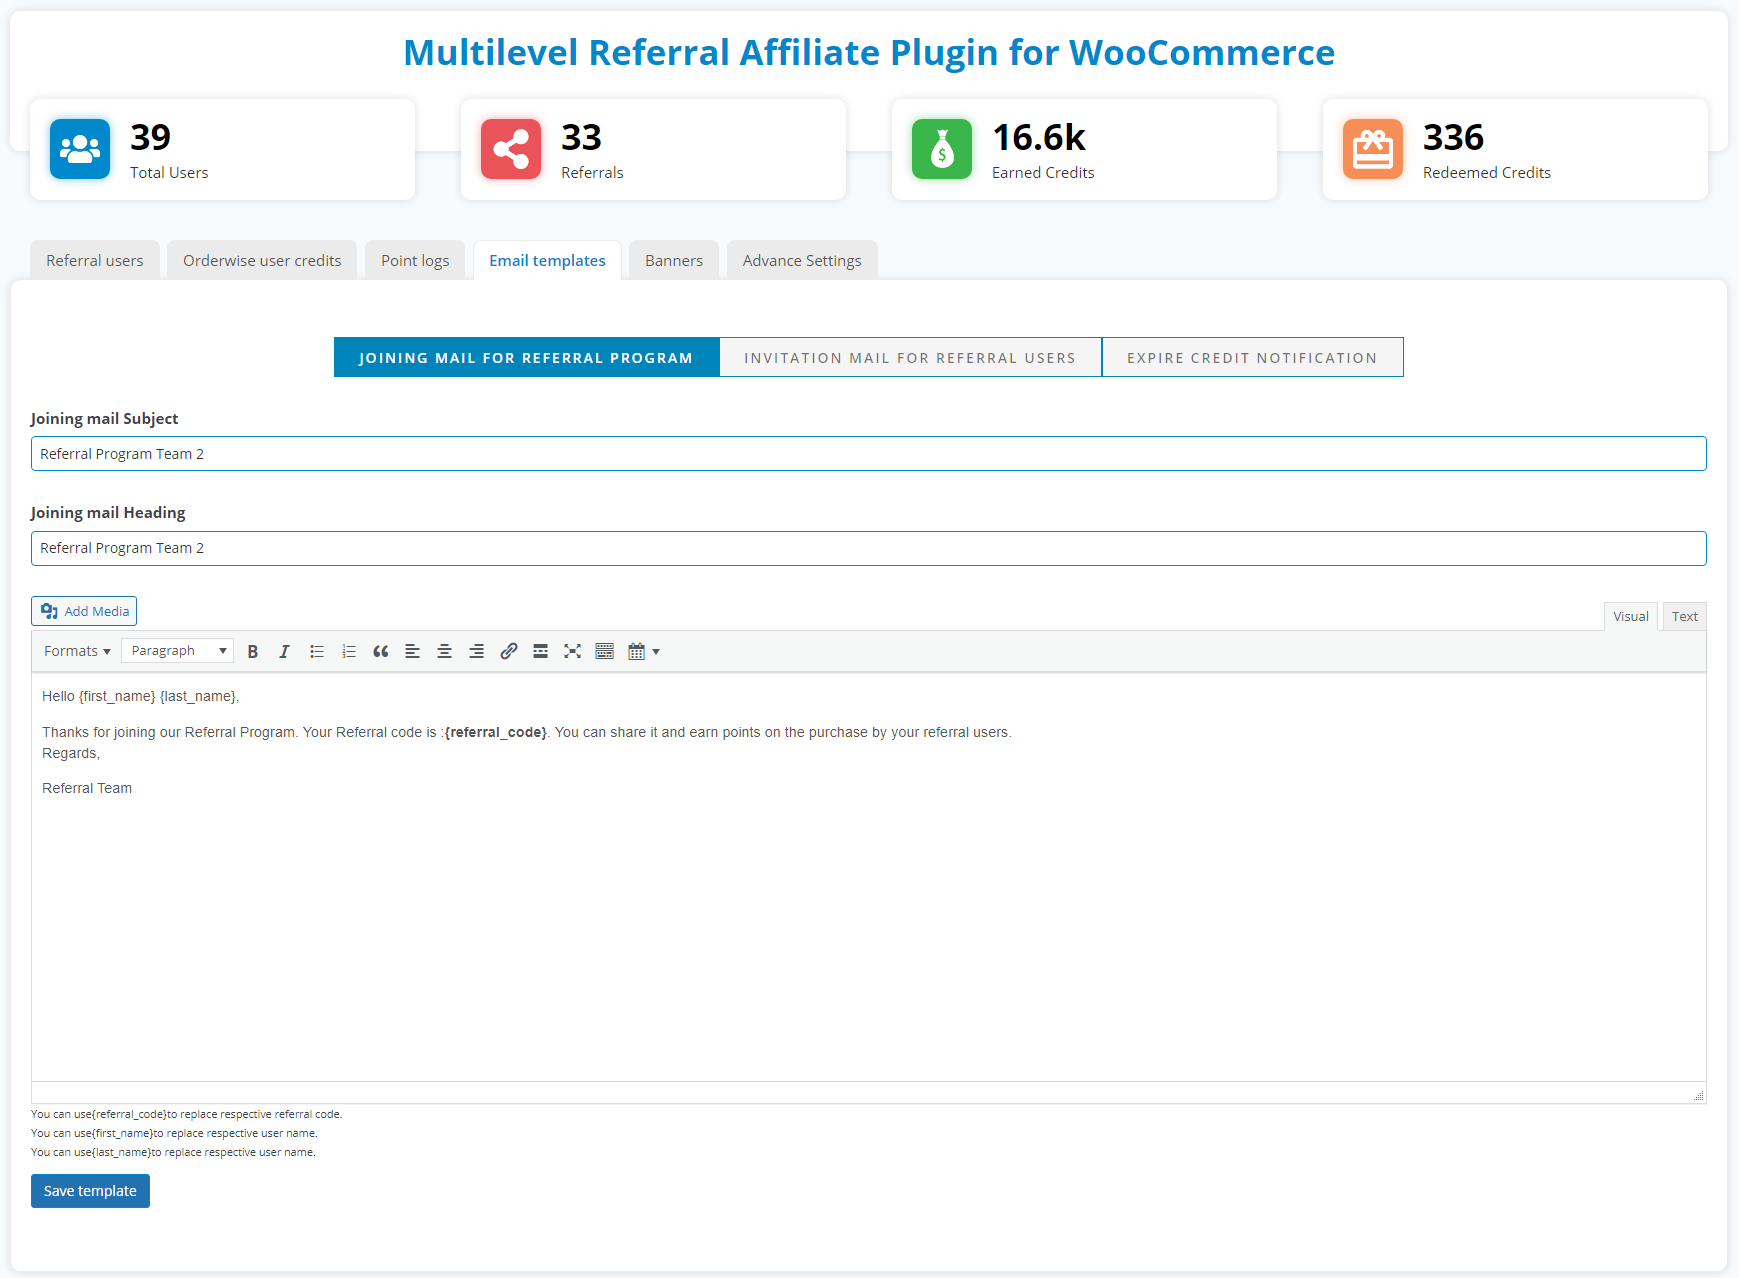 Multilevel Referral Affiliate Plugin for WooCommerce
39
Total Users
33
Referrals
16.6k
Earned Credits
336
Redeemed Credits
Referral users
Orderwise user credits
Point logs
Email templates
Banners
Advance Settings
JOINING MAIL FOR REFERRAL PROGRAM
INVITATION MAIL FOR REFERRAL USERS
EXPIRE CREDIT NOTIFICATION
Joining mail Subject
Referral Program Team 2
Joining mail Heading
Referral Program Team 2
Add Media
Visual
Text
Formats
Paragraph
B
I
Hello {first_name} {last_name},
Thanks for joining our Referral Program. Your Referral code is :{referral_code}. You can share it and earn points on the purchase by your referral users.
Regards,
Referral Team
You can use{referral_code}to replace respective referral code.
You can use{first_name}to replace respective user name.
You can use{last_name}to replace respective user name.
Save template